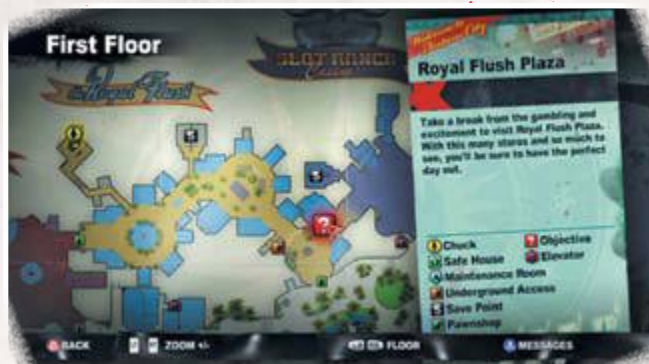 First Floor
Royal Flush
SLOT RANCH
Casino
Royal Flush Plaza
Take a break from the gambling and
excitement to visit Royal Flush Plaza.
With this many stores and so much to
see, you'll be sure to have the perfect
day out.
Chuck
Objective
Safe House
Elevator
Maintenance Room
Underground Access
Save Point
Pawnshop
BACK
ZOOM +/-
FLOOR
MESSAGES